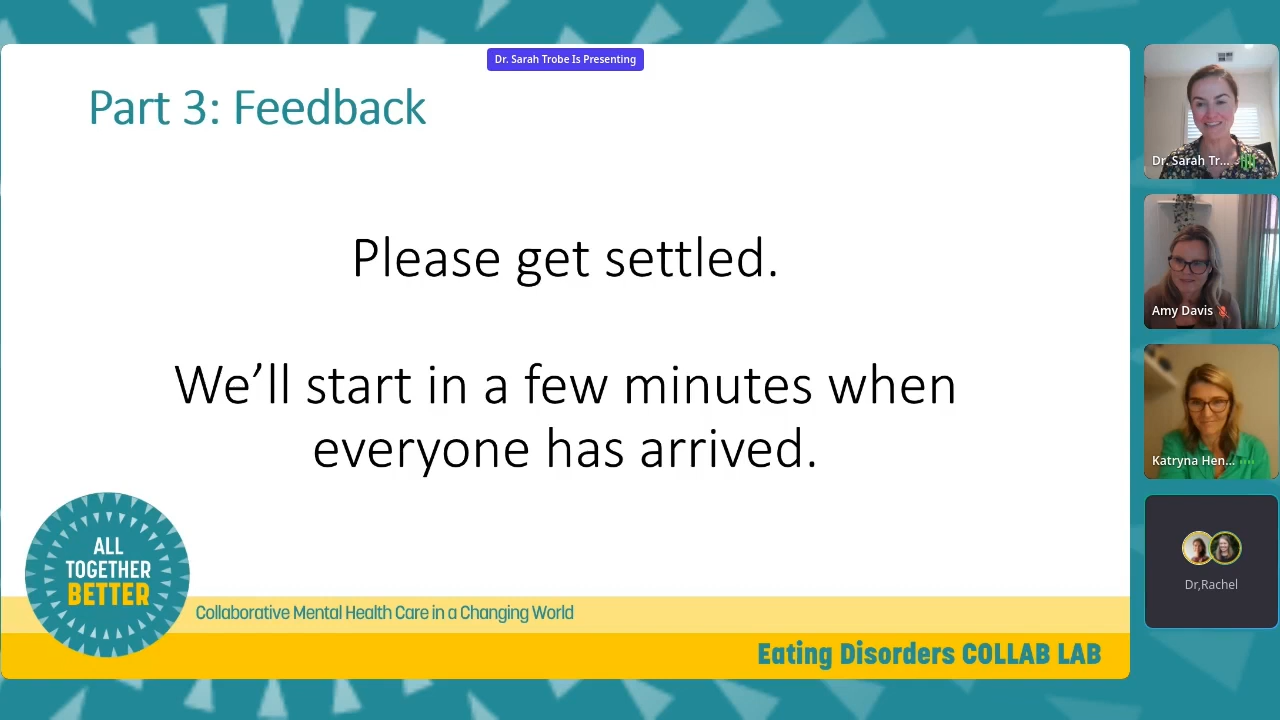 Dr. Sarah Trobe Is Presenting
Part 3: Feedback
Please get settled.
We’ll start in a few minutes when
everyone has arrived.
ALL
TOGETHER
BETTER
Collaborative Mental Health Care in a Changing World
Eating Disorders COLLAB LAB
Dr. Sarah Tr...
Amy Davis
Katryna Hen...
Dr,Rachel